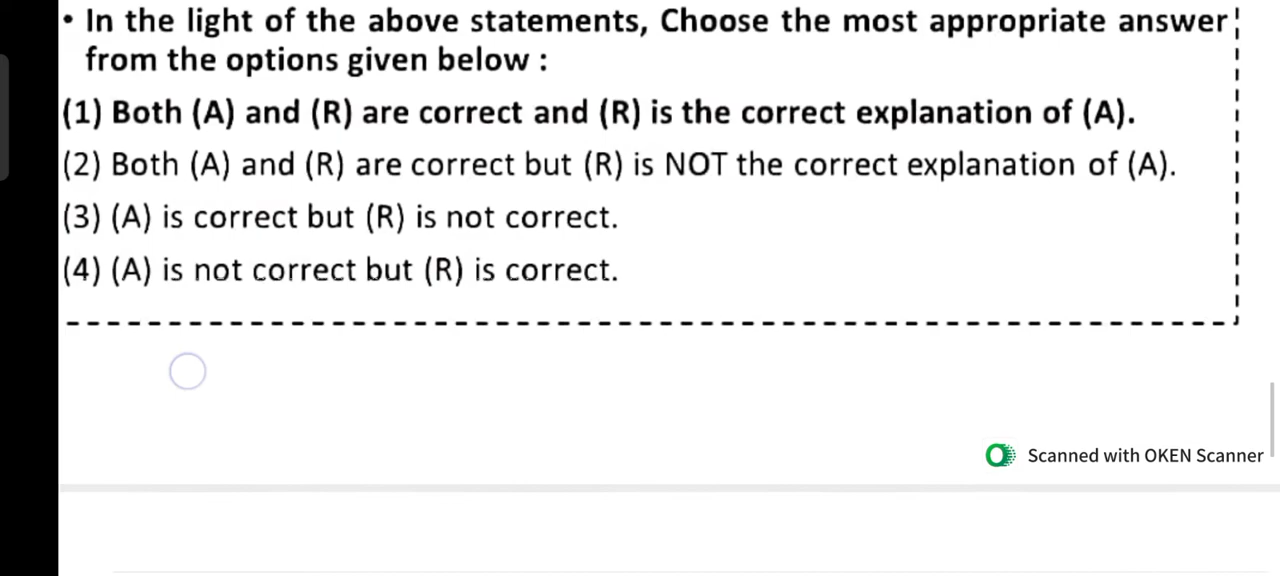 • In the light of the above statements, Choose the most appropriate answer
from the options given below :
(1) Both (A) and (R) are correct and (R) is the correct explanation of (A).
(2) Both (A) and (R) are correct but (R) is NOT the correct explanation of (A).
(3) (A) is correct but (R) is not correct.
(4) (A) is not correct but (R) is correct.
Scanned with OKEN Scanner